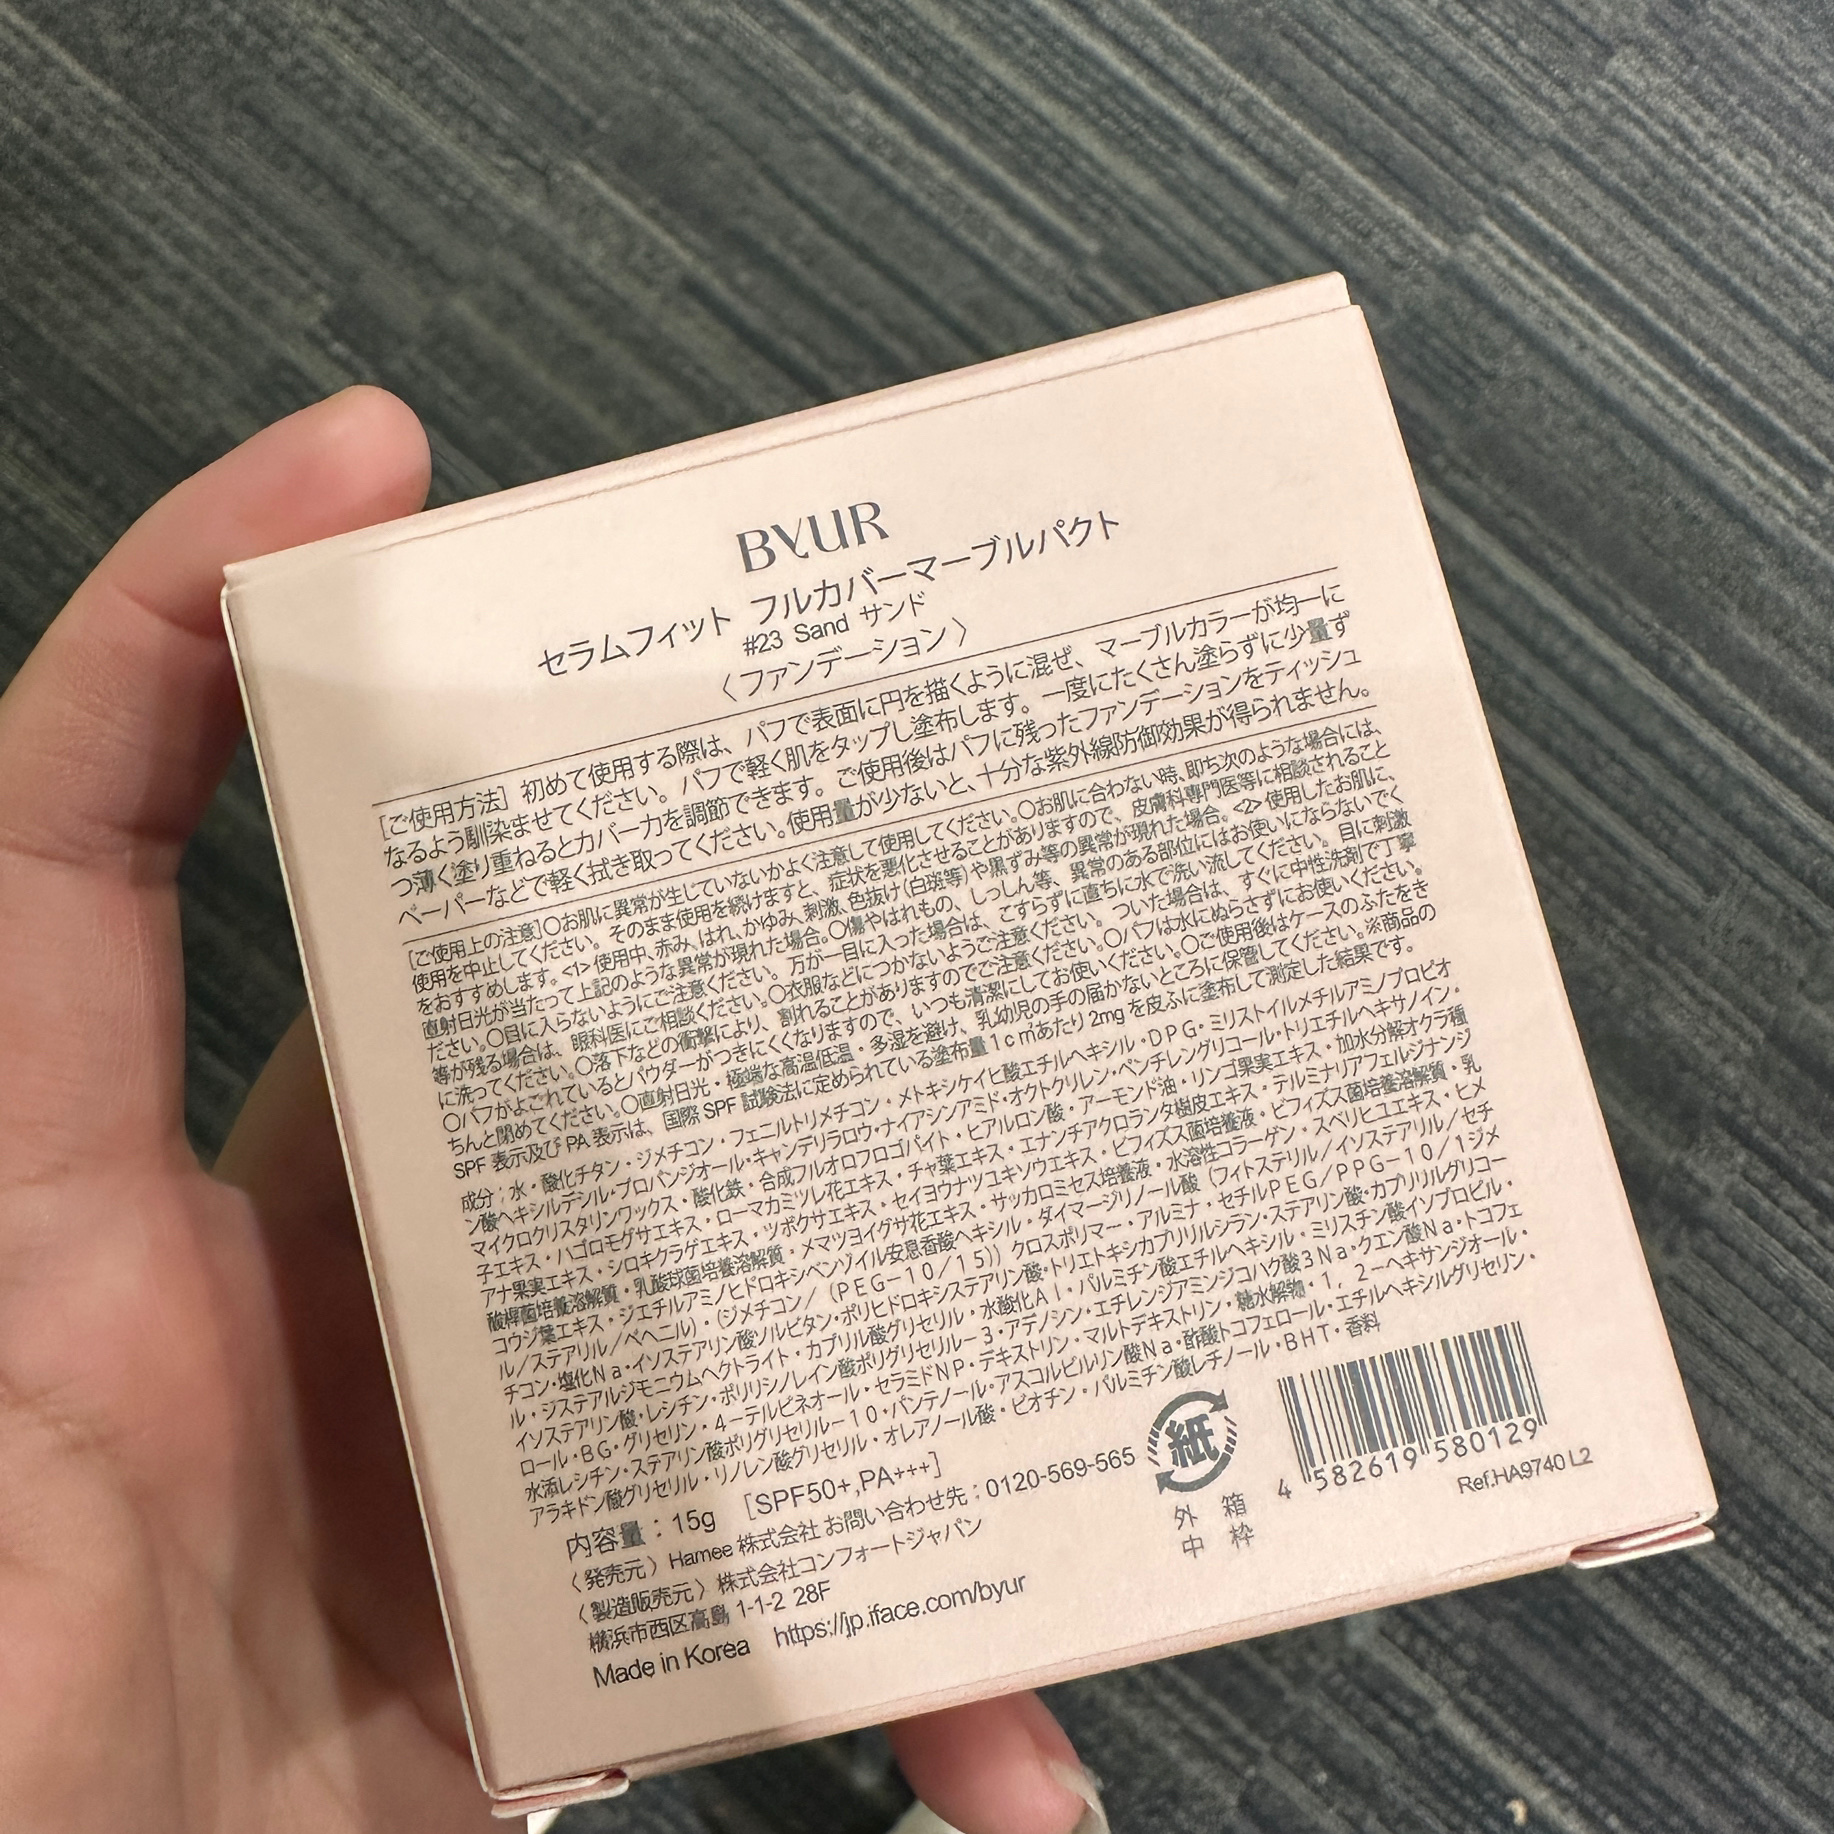 BYUR
セラムフィット フルカバーマーブルパクト
#23 Sand サンド
〈ファンデーション〉
[ご使用方法] 初めて使用する際は、パフで表面に円を描くように混ぜ、マーブルカラーが均一に
なるよう馴染ませてください。パフで軽く肌をタップし塗布します。一度にたくさん塗らずに少量ず
つ薄く塗り重ねるとカバー力を調節できます。ご使用後はパフに残ったファンデーションをティッシュ
ペーパーなどで軽く拭き取ってください。使用量が少ないと、十分な紫外線防御効果が得られません。
[ご使用上の注意]〇お肌に異常が生じていないかよく注意して使用してください。〇お肌に合わない時、即ち次のような場合には、
使用を中止してください。そのまま使用を続けますと、症状を悪化させることがありますので、皮膚科専門医等に相談されること
をおすすめします。<1> 使用中、赤み、はれ、かゆみ、刺激、色抜け(白斑等)や黒ずみ等の異常が現れた場合。<2> 使用したお肌に、
直射日光が当たって上記のような異常が現れた場合。〇傷やはれもの、しっしん等、異常のある部位にはお使いにならないでく
ださい。〇目に入らないようにご注意ください。万が一目に入った場合は、こすらずに直ちに水で洗い流してください。目に刺激
等が残る場合は、眼科医にご相談ください。〇衣服などにつかないようご注意ください。ついた場合は、すぐに中性洗剤で丁寧
に洗ってください。〇落下などの衝撃により、割れることがありますのでご注意ください。〇パフは水にぬらさずにお使いください。
〇パフがよごれているとパウダーがつきにくくなりますので、いつも清潔にしてお使いください。〇ご使用後はケースのふたをき
ちんと閉めてください。〇直射日光・極端な高温低温・多湿を避け、乳幼児の手の届かないところに保管してください。※商品の
SPF 表示及び PA 表示は、国際 SPF 試験法に定められている塗布量 1c㎡あたり 2mg を皮ふに塗布して測定した結果です。
成分：水・酸化チタン・ジメチコン・フェニルトリメチコン・メトキシケイヒ酸エチルヘキシル・DPG・ミリストイルメチルアミノプロピオ
ン酸ヘキシルデシル・プロパンジオール・キャンデリラロウ・ナイアシンアミド・オクトクリレン・ペンチレングリコール・トリエチルヘキサノイン・
マイクロクリスタリンワックス・酸化鉄・合成フルオロフロゴパイト・ヒアルロン酸・アーモンド油・リンゴ果実エキス・加水分解オクラ種
子エキス・ハゴロモグサエキス・ローマカミツレ花エキス・チャ葉エキス・エナンチアクロランタ樹皮エキス・テルミナリアフェルジナンジ
アナ果実エキス・シロキクラゲエキス・ツボクサエキス・セイヨウナツユキソウエキス・ビフィズス菌培養液・ビフィズス菌培養溶解質・乳
酸桿菌培養溶解質・乳酸球菌培養溶解質・メマツヨイグサ花エキス・サッカロミセス培養液・水溶性コラーゲン・スベリヒユエキス・ヒメ
コウジ葉エキス・ジエチルアミノヒドロキシベンゾイル安息香酸ヘキシル・ダイマージリノール酸（フィトステリル／イソステアリル／セチ
ル／ステアリル／ベヘニル）・（ジメチコン／（PEG－10／15））クロスポリマー・アルミナ・セチルPEG／PPG－10／1ジメ
チコン・塩化Na・イソステアリン酸ソルビタン・ポリヒドロキシステアリン酸・トリエトキシカプリリルシラン・ステアリン酸・カプリリルグリコー
ル・ジステアルジモニウムヘクトライト・カプリル酸グリセリル・水酸化Al・パルミチン酸エチルヘキシル・ミリスチン酸イソプロピル・
イソステアリン酸・レシチン・ポリリシノレイン酸ポリグリセリル－3・アデノシン・エチレンジアミンジコハク酸3Na・クエン酸Na・トコフェ
ロール・BG・グリセリン・4－テルピネオール・セラミドNP・デキストリン・マルトデキストリン・糖水解物・1，2－ヘキサンジオール・
水添レシチン・ステアリン酸ポリグリセリル－10・パンテノール・アスコルビルリン酸Na・酢酸トコフェロール・エチルヘキシルグリセリン・
アラキドン酸グリセリル・リノレン酸グリセリル・オレアノール酸・ビオチン・パルミチン酸レチノール・BHT・香料
内容量：15g [SPF50+,PA+++]
〈発売元〉Hamee 株式会社 お問い合わせ先：0120-569-565
〈製造販売元〉株式会社コンフォートジャパン
横浜市西区高島 1-1-2 28F
Made in Korea https://jp.iface.com/byur
紙
外箱
中枠
4 582619 580129
Ref.HA9740 L2